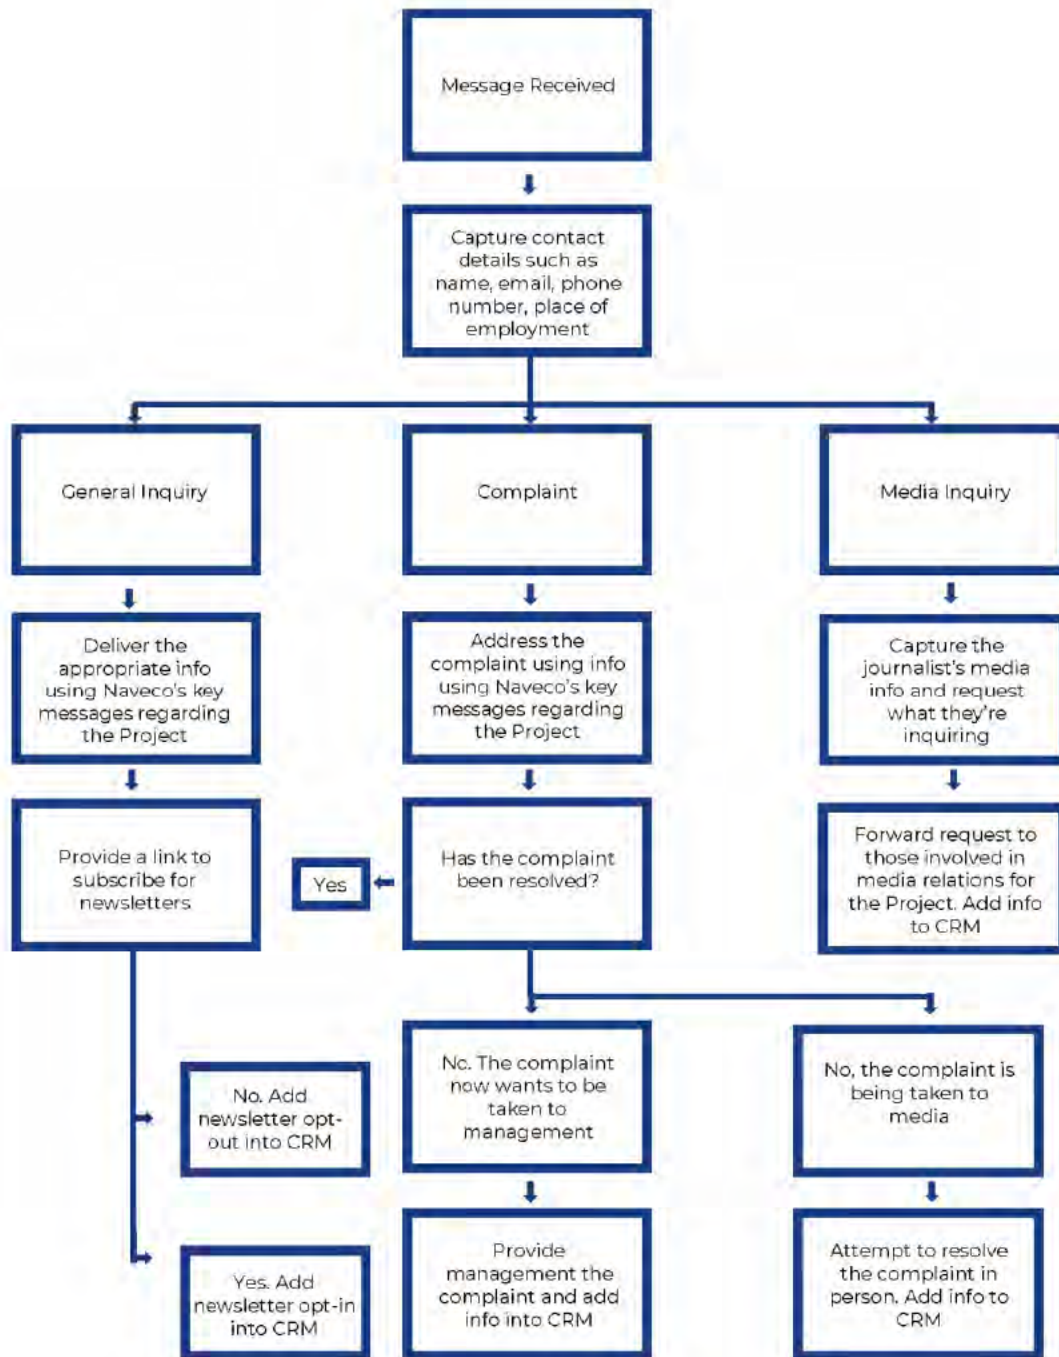 Message Received
Capture contact
details such as
name, email, phone
number, place of
employment
General Inquiry
Complaint
Media Inquiry
Deliver the
appropriate info
using Naveco's key
messages regarding
the Project
Address the
complaint using info
using Naveco's key
messages regarding
the Project
Capture the
journalist's media
info and request
what they're
inquiring
Provide a link to
subscribe for
newsletters
Yes
Has the complaint
been resolved?
Forward request to
those involved in
media relations for
the Project. Add info
to CRM
No. Add
newsletter opt-
out into CRM
Nc. The complaint
now wants to be
taken to
management
No, the complaint is
being taken to
media
Yes. Add
newsletter opt-in
into CRM
Provide
management the
complaint and add
info into CRM
Attempt to resolve
the complaint in
person. Add info to
CRM